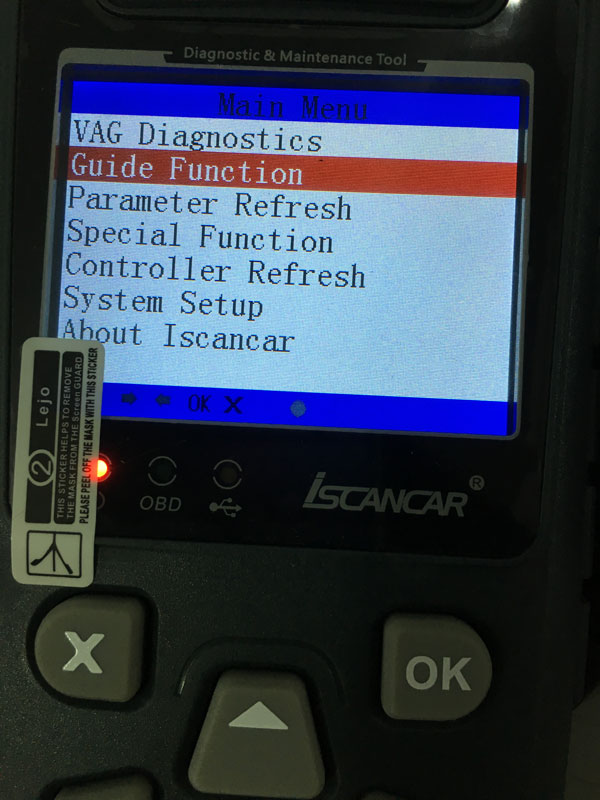 Diagnostic & Maintenance Tool
Main Menu
VAG Diagnostics
Guide Function
Parameter Refresh
Special Function
Controller Refresh
System Setup
About Iscancar
OK X
2 Lejo
THIS STICKER HELPS TO REMOVE
THE MASK FROM THE Screen GUARD
PLEASE PEEL OFF THE MASK WITH THIS STICKER
OBD
iSCANCAR®
X
OK